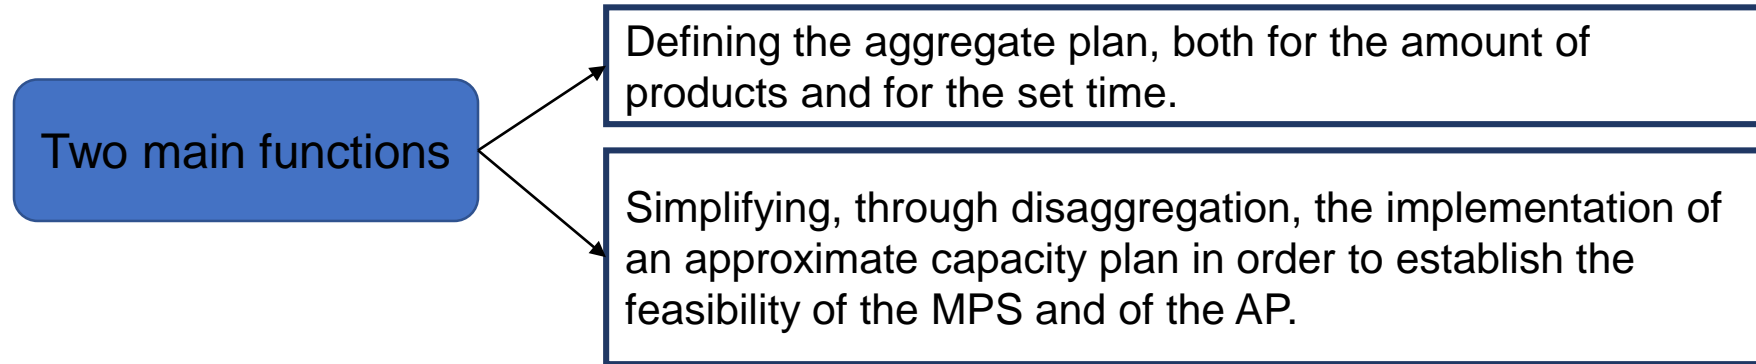 Two main functions
Defining the aggregate plan, both for the amount of
products and for the set time.
Simplifying, through disaggregation, the implementation of
an approximate capacity plan in order to establish the
feasibility of the MPS and of the AP.